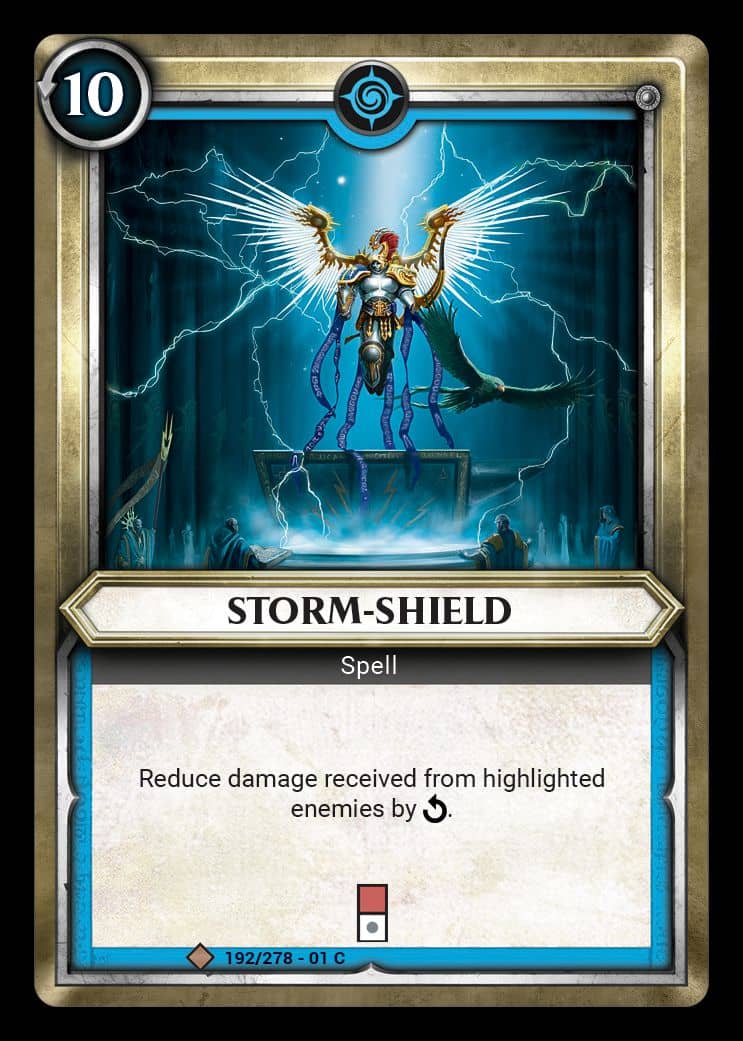 10
STORM-SHIELD
Spell
Reduce damage received from highlighted
enemies by .
192/278 - 01 C